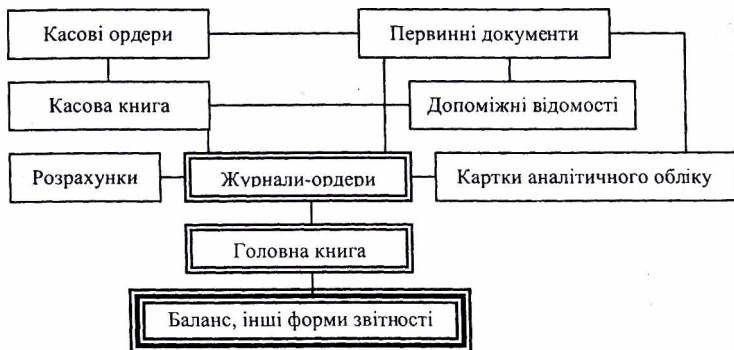 Касові ордери
Первинні документи
Касова книга
Допоміжні відомості
Розрахунки
Журнали-ордери
Картки аналітичного обліку
Головна книга
Баланс, інші форми звітності